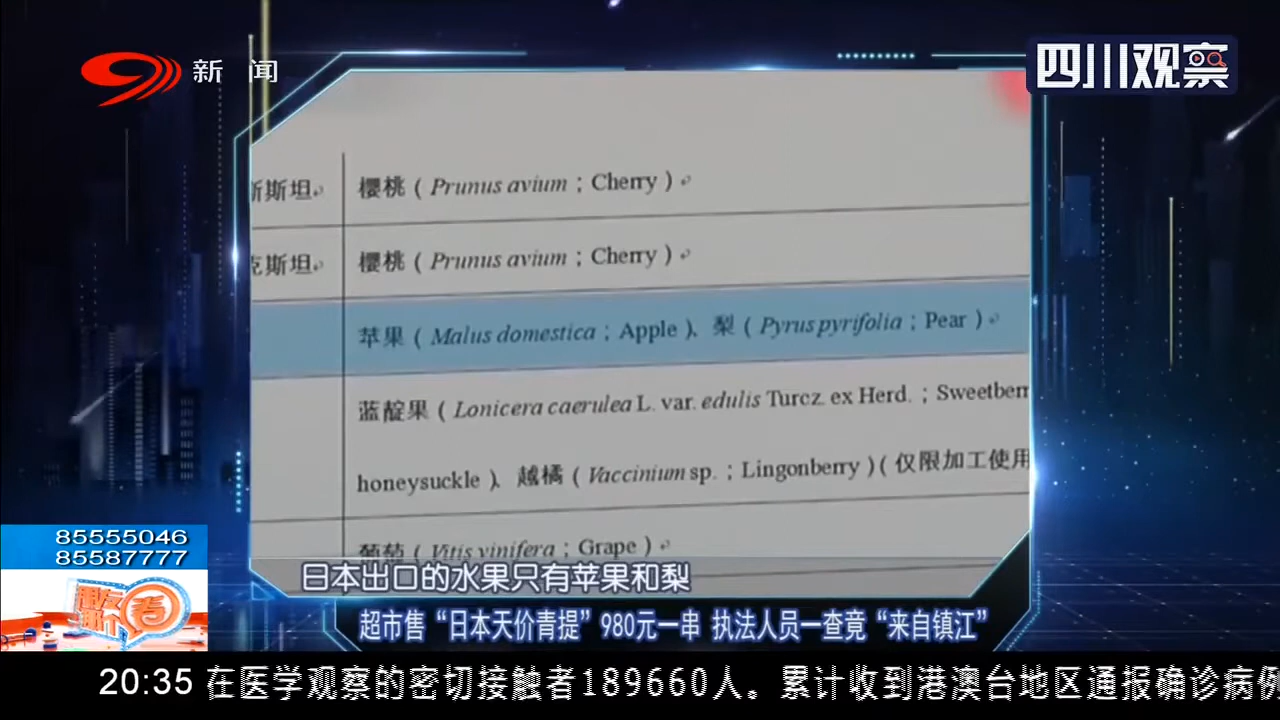 新 闻
四川观察
斯斯坦
樱桃 ( Prunus avium ; Cherry )
克斯坦
樱桃 ( Prunus avium ; Cherry )
苹果 ( Malus domestica ; Apple )、梨 ( Pyrus pyrifolia ; Pear )
蓝靛果 ( Lonicera caerulea L. var. edulis Turcz. ex Herd. ; Sweetberr
honeysuckle )、越橘 ( Vaccinium sp. ; Lingonberry ) ( 仅限加工使用
葡萄 ( Vitis vinifera ; Grape )
日本出口的水果只有苹果和梨
85555046
85587777
超市售“日本天价青提”980元一串 执法人员一查竟“来自镇江”
20:35 在医学观察的密切接触者189660人。累计收到港澳台地区通报确诊病例